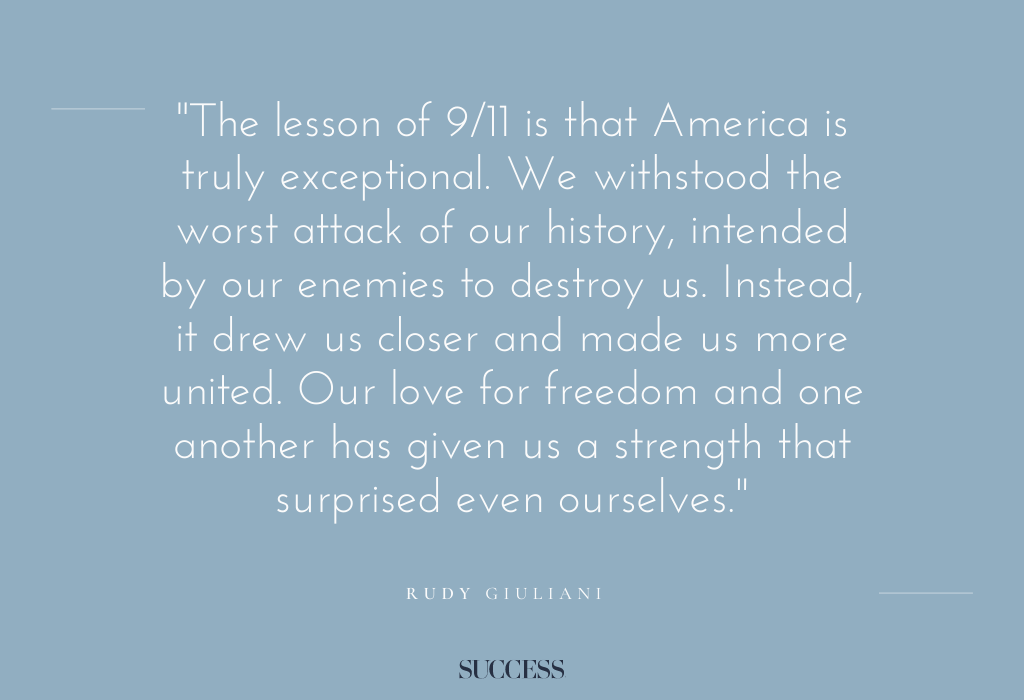 "The lesson of 9/11 is that America is
truly exceptional. We withstood the
worst attack of our history, intended
by our enemies to destroy us. Instead,
it drew us closer and made us more
united. Our love for freedom and one
another has given us a strength that
surprised even ourselves."
RUDY GIULIANI
SUCCESS